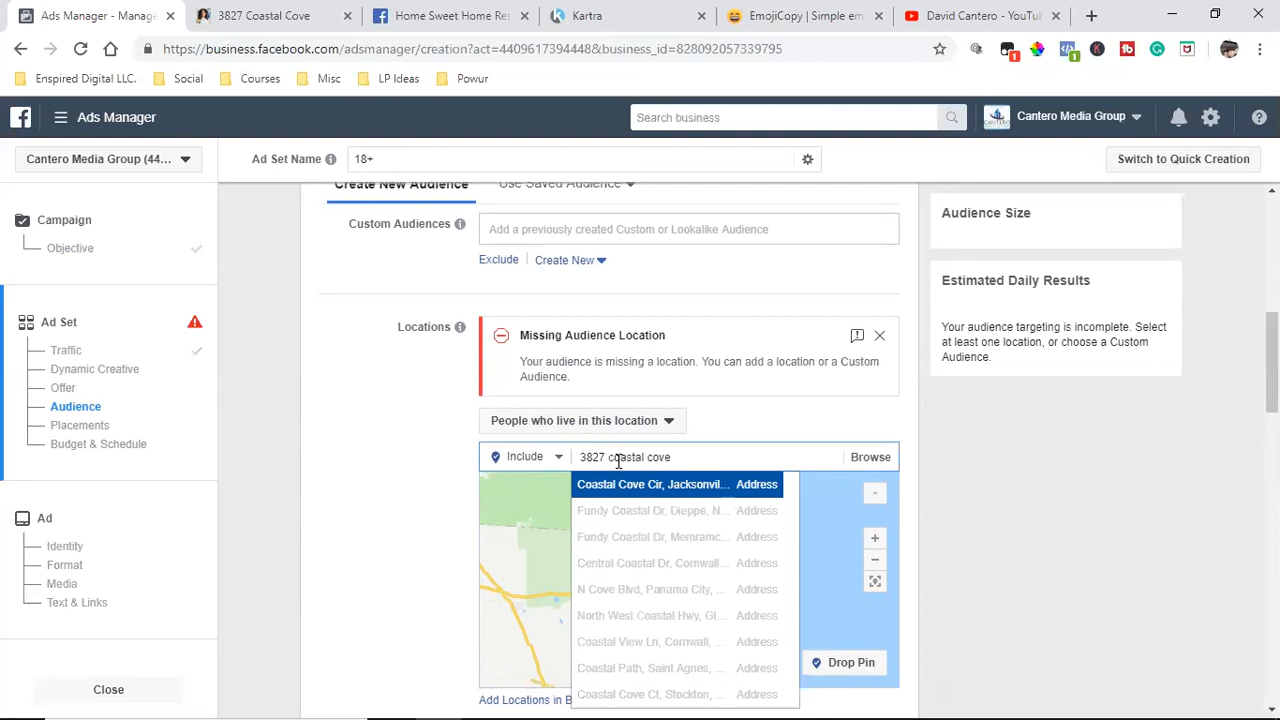 Ads Manager - Manage
3827 Coastal Cove
Home Sweet Home Res
Kartra
EmojiCopy | Simple em
David Cantero - YouTu
https://business.facebook.com/adsmanager/creation?act=4409617394448&business_id=828092057339795
1
1
Enspired Digital LLC.
Social
Courses
Misc
LP Ideas
Powur
Ads Manager
Search business
Cantero Media Group
Cantero Media Group (44...
Ad Set Name
18+
Switch to Quick Creation
Create New Audience
Use Saved Audience
Campaign
Objective
Ad Set
Traffic
Dynamic Creative
Offer
Audience
Placements
Budget & Schedule
Ad
Identity
Format
Media
Text & Links
Close
Custom Audiences
Add a previously created Custom or Lookalike Audience
Exclude
Create New
Locations
Missing Audience Location
Your audience is missing a location. You can add a location or a Custom
Audience.
People who live in this location
Include
3827 coastal cove
Browse
Coastal Cove Cir, Jacksonvil... Address
Fundy Coastal Dr, Dieppe, N... Address
Fundy Coastal Dr, Memramc... Address
Central Coastal Dr, Cornwall... Address
N Cove Blvd, Panama City, ... Address
North West Coastal Hwy, Gl... Address
Coastal View Ln, Cornwall, ... Address
Coastal Path, Saint Agnes, ... Address
Coastal Cove Ct, Stockton, ... Address
Drop Pin
Add Locations in B
Audience Size
Estimated Daily Results
Your audience targeting is incomplete. Select
at least one location, or choose a Custom
Audience.